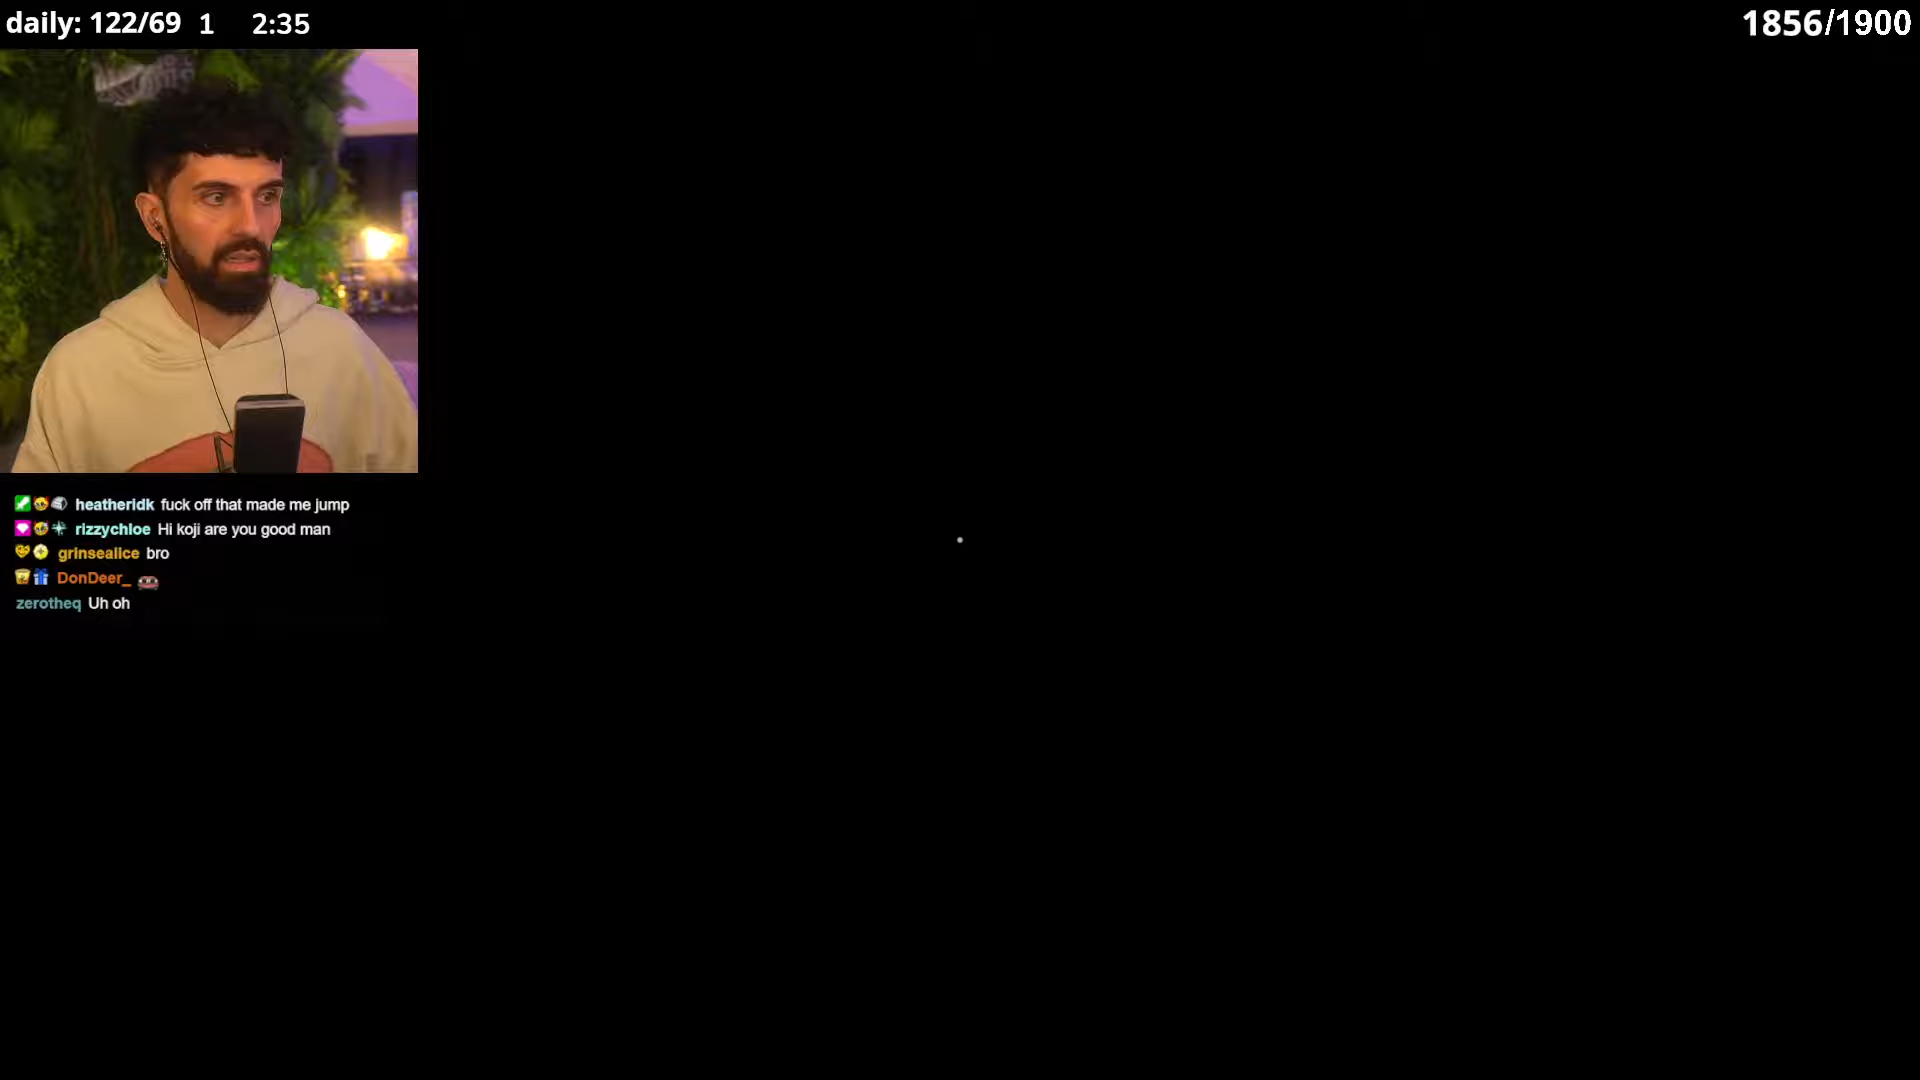 daily: 122/69 1 2:35
1856/1900
heatheridk fuck off that made me jump
rizzychloe Hi koji are you good man
grinsealice bro
DonDeer_
zerotheq Uh oh